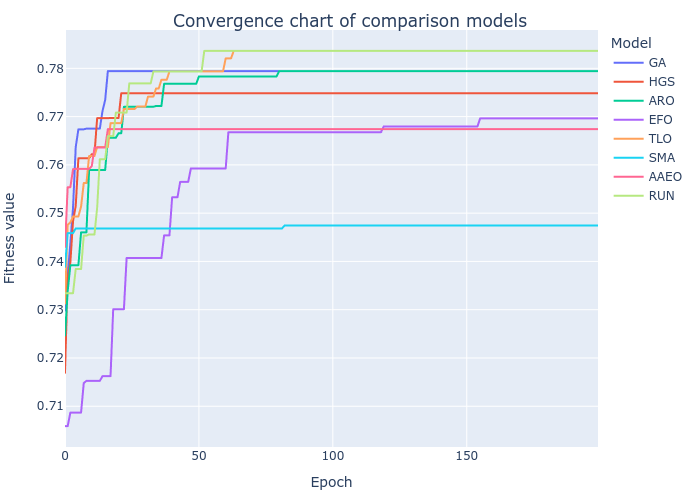 Convergence chart of comparison models
Fitness value
0.78
0.77
0.76
0.75
0.74
0.73
0.72
0.71
0
50
100
150
Epoch
Model
GA
HGS
ARO
EFO
TLO
SMA
AAEO
RUN